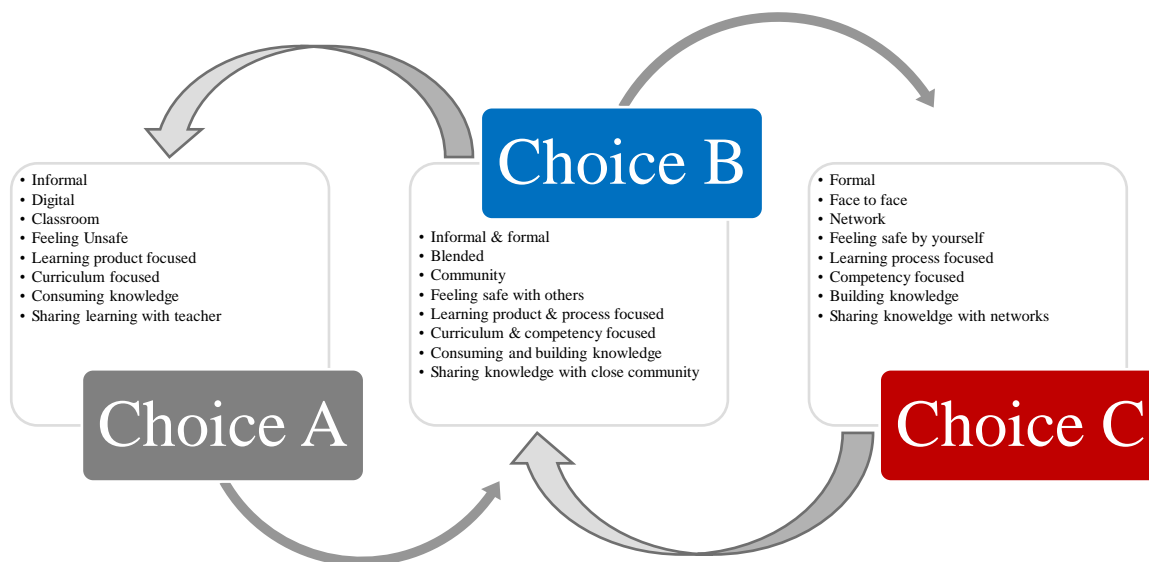 • Informal
• Digital
• Classroom
• Feeling Unsafe
• Learning product focused
• Curriculum focused
• Consuming knowledge
• Sharing learning with teacher
Choice A
Choice B
• Informal & formal
• Blended
• Community
• Feeling safe with others
• Learning product & process focused
• Curriculum & competency focused
• Consuming and building knowledge
• Sharing knowledge with close community
• Formal
• Face to face
• Network
• Feeling safe by yourself
• Learning process focused
• Competency focused
• Building knowledge
• Sharing knoweldge with networks
Choice C